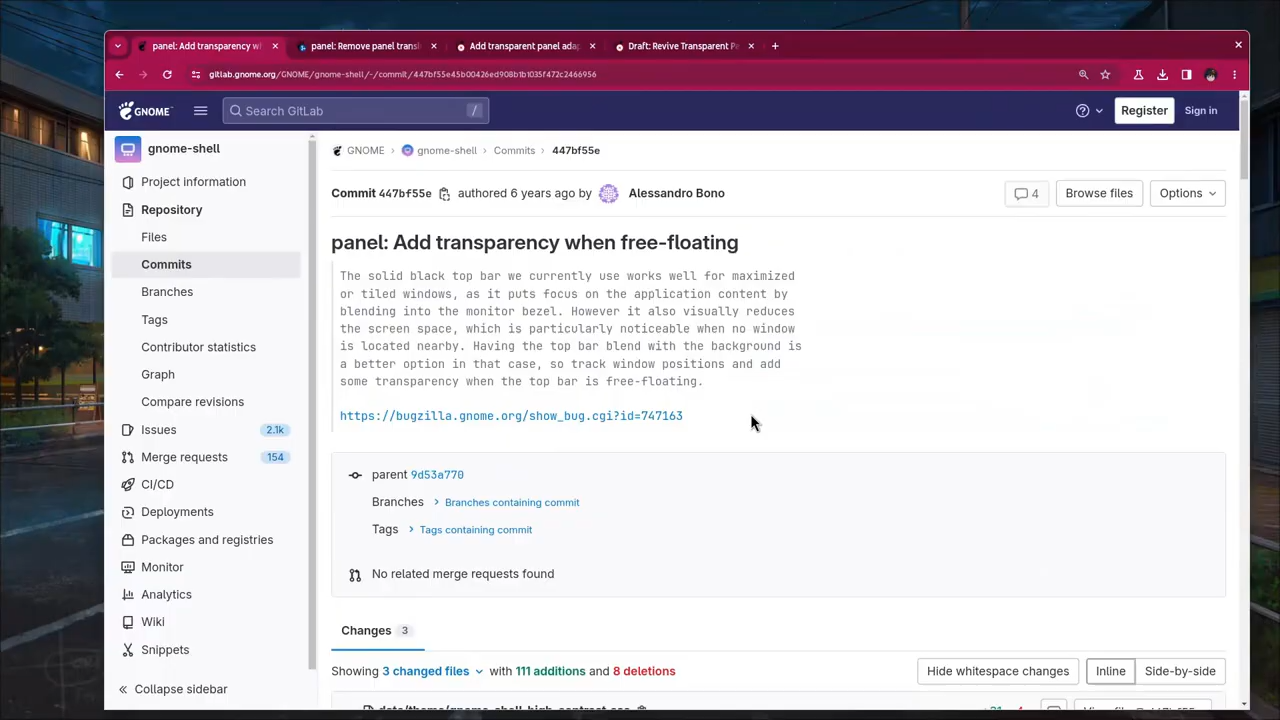 panel: Add transparency w
panel: Remove panel transl
Add transparent panel adap
Draft: Revive Transparent Pa
gitlab.gnome.org/GNOME/gnome-shell/-/commit/447bf55e45b00426ed908b1b1035f472c2466956
GNOME
Search GitLab
/
Register
Sign in
gnome-shell
Project information
Repository
Files
Commits
Branches
Tags
Contributor statistics
Graph
Compare revisions
Issues 2.1k
Merge requests 154
CI/CD
Deployments
Packages and registries
Monitor
Analytics
Wiki
Snippets
Collapse sidebar
GNOME > gnome-shell > Commits > 447bf55e
Commit 447bf55e authored 6 years ago by Alessandro Bono
4
Browse files
Options
panel: Add transparency when free-floating
The solid black top bar we currently use works well for maximized
or tiled windows, as it puts focus on the application content by
blending into the monitor bezel. However it also visually reduces
the screen space, which is particularly noticeable when no window
is located nearby. Having the top bar blend with the background is
a better option in that case, so track window positions and add
some transparency when the top bar is free-floating.
https://bugzilla.gnome.org/show_bug.cgi?id=747163
parent 9d53a770
Branches > Branches containing commit
Tags > Tags containing commit
No related merge requests found
Changes 3
Showing 3 changed files with 111 additions and 8 deletions
Hide whitespace changes
Inline
Side-by-side